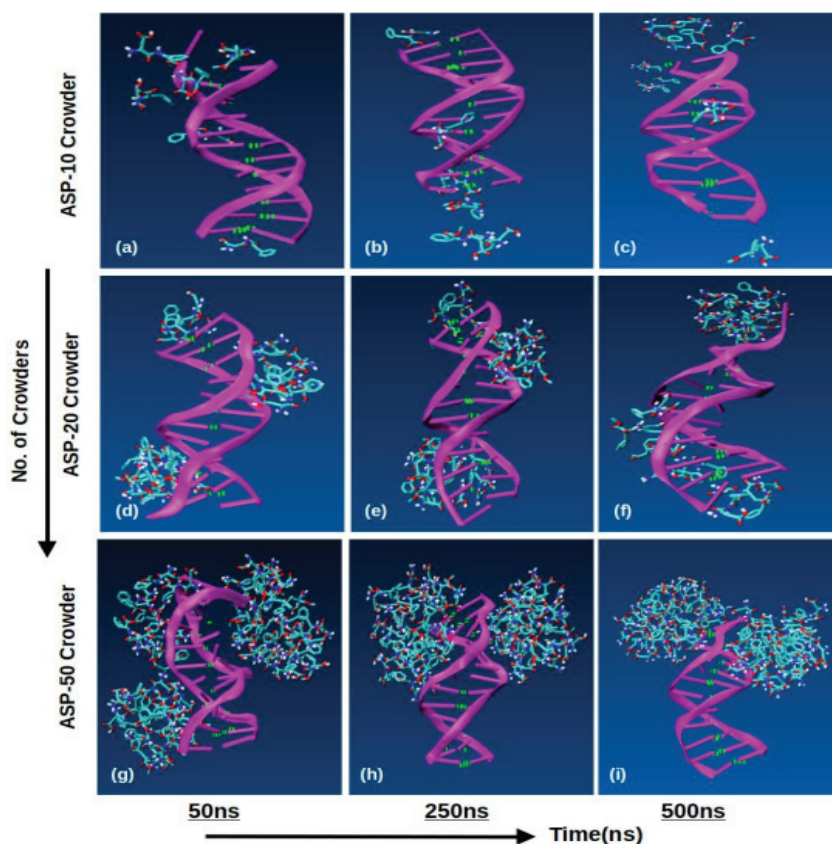 ASP-10 Crowder
(a)
(b)
(c)
No. of Crowders
ASP-20 Crowder
(d)
(e)
(f)
ASP-50 Crowder
(g)
(h)
(i)
50ns
250ns
500ns
Time(ns)